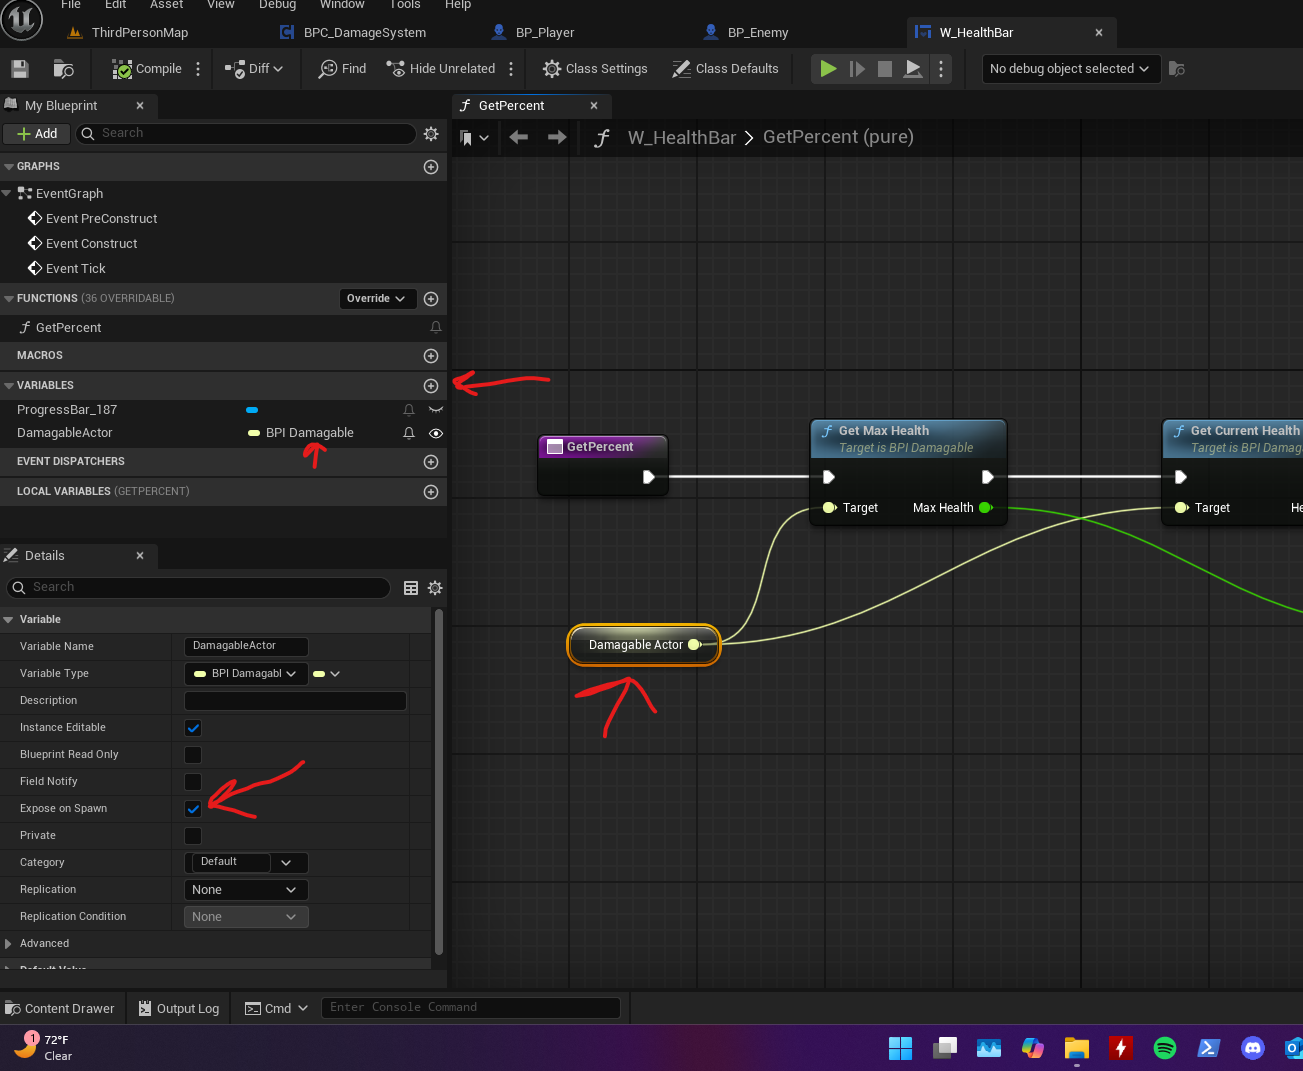 File Edit Asset View Debug Window Tools Help
ThirdPersonMap BPC_DamageSystem BP_Player BP_Enemy W_HealthBar
Compile Diff Find Hide Unrelated Class Settings Class Defaults No debug object selected
My Blueprint
GetPercent
Add Search
W_HealthBar > GetPercent (pure)
GRAPHS
EventGraph
Event PreConstruct
Event Construct
Event Tick
FUNCTIONS (36 OVERRIDABLE) Override
GetPercent
MACROS
VARIABLES
ProgressBar_187
DamagableActor BPI Damagable
EVENT DISPATCHERS
LOCAL VARIABLES (GETPERCENT)
GetPercent
Get Max Health
Target is BPI Damagable
Target Max Health
Get Current Health
Target is BPI Damag
Target He
Damagable Actor
Details
Search
Variable
Variable Name DamagableActor
Variable Type BPI Damagabl
Description
Instance Editable
Blueprint Read Only
Field Notify
Expose on Spawn
Private
Category Default
Replication None
Replication Condition None
Advanced
Default Value
Content Drawer Output Log Cmd Enter Console Command
1 72°F
Clear